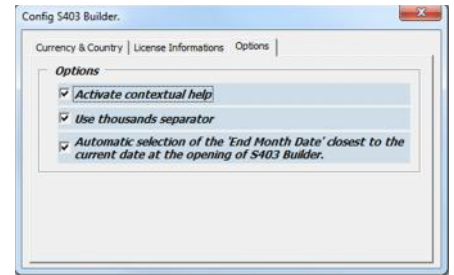 Config S403 Builder.
Currency & Country | License Informations | Options
Options
Activate contextual help
Use thousands separator
Automatic selection of the 'End Month Date' closest to the
current date at the opening of S403 Builder.